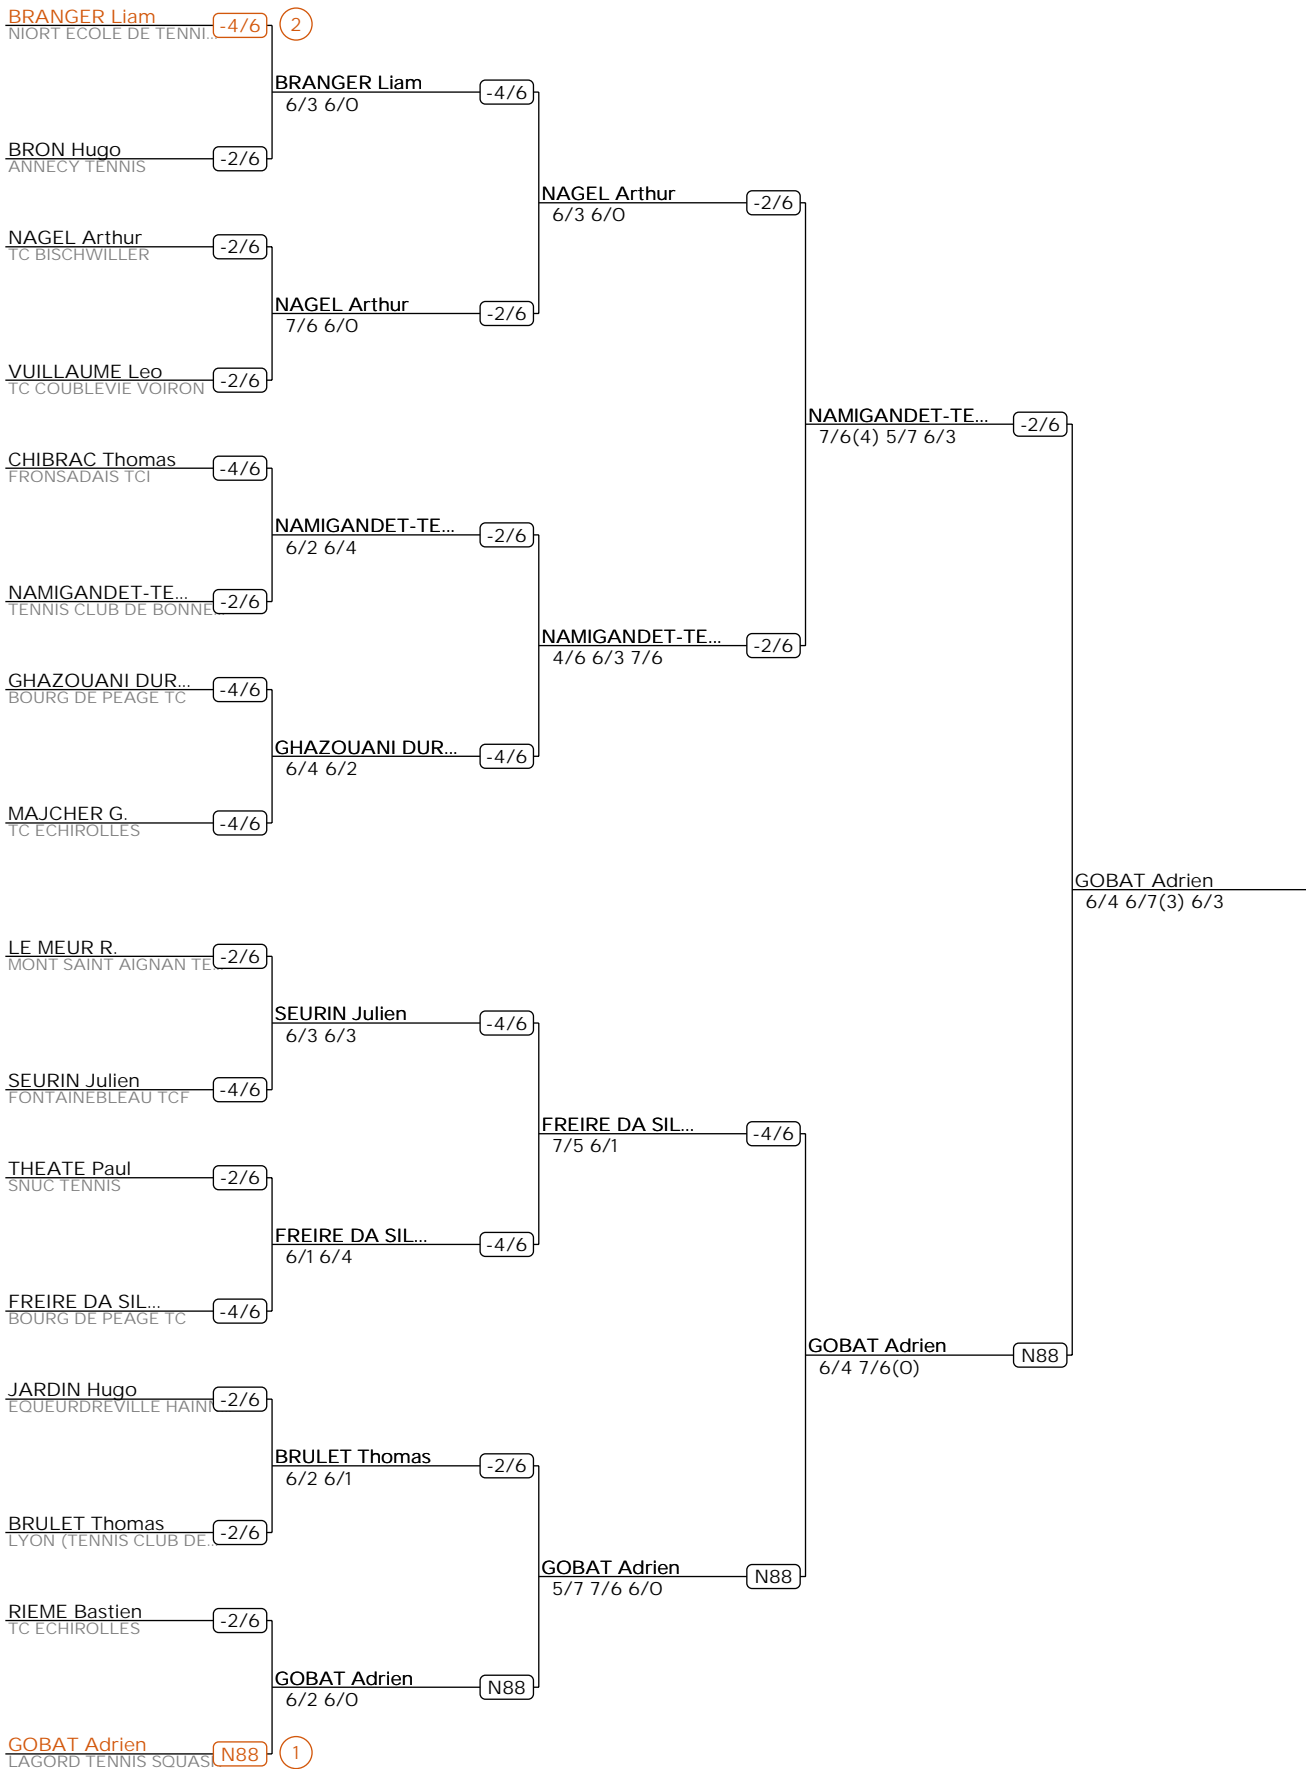 BRANGER Liam
NIORT ECOLE DE TENNI...
-4/6
2
BRANGER Liam
6/3 6/0
-4/6
BRON Hugo
ANNECY TENNIS
-2/6
NAGEL Arthur
6/3 6/0
-2/6
NAGEL Arthur
TC BISCHWILLER
-2/6
NAGEL Arthur
7/6 6/0
-2/6
VUILLAUME Leo
TC COUBLEVIE VOIRON
-2/6
NAMIGANDET-TE...
7/6(4) 5/7 6/3
-2/6
CHIBRAC Thomas
FRONSADAIS TCI
-4/6
NAMIGANDET-TE...
6/2 6/4
-2/6
NAMIGANDET-TE...
TENNIS CLUB DE BONNE...
-2/6
NAMIGANDET-TE...
4/6 6/3 7/6
-2/6
GHAZOUANI DUR...
BOURG DE PEAGE TC
-4/6
GHAZOUANI DUR...
6/4 6/2
-4/6
MAJCHER G.
TC ECHIROLLES
-4/6
GOBAT Adrien
6/4 6/7(3) 6/3
LE MEUR R.
MONT SAINT AIGNAN TE...
-2/6
SEURIN Julien
6/3 6/3
-4/6
SEURIN Julien
FONTAINEBLEAU TCF
-4/6
FREIRE DA SIL...
7/5 6/1
-4/6
THEATE Paul
SNUC TENNIS
-2/6
FREIRE DA SIL...
6/1 6/4
-4/6
FREIRE DA SIL...
BOURG DE PEAGE TC
-4/6
GOBAT Adrien
6/4 7/6(0)
N88
JARDIN Hugo
EQUEURDREVILLE HAIN
-2/6
BRULET Thomas
6/2 6/1
-2/6
BRULET Thomas
LYON (TENNIS CLUB DE...
-2/6
GOBAT Adrien
5/7 7/6 6/0
N88
RIEME Bastien
TC ECHIROLLES
-2/6
GOBAT Adrien
6/2 6/0
N88
GOBAT Adrien
LAGORD TENNIS SQUASH
N88
1